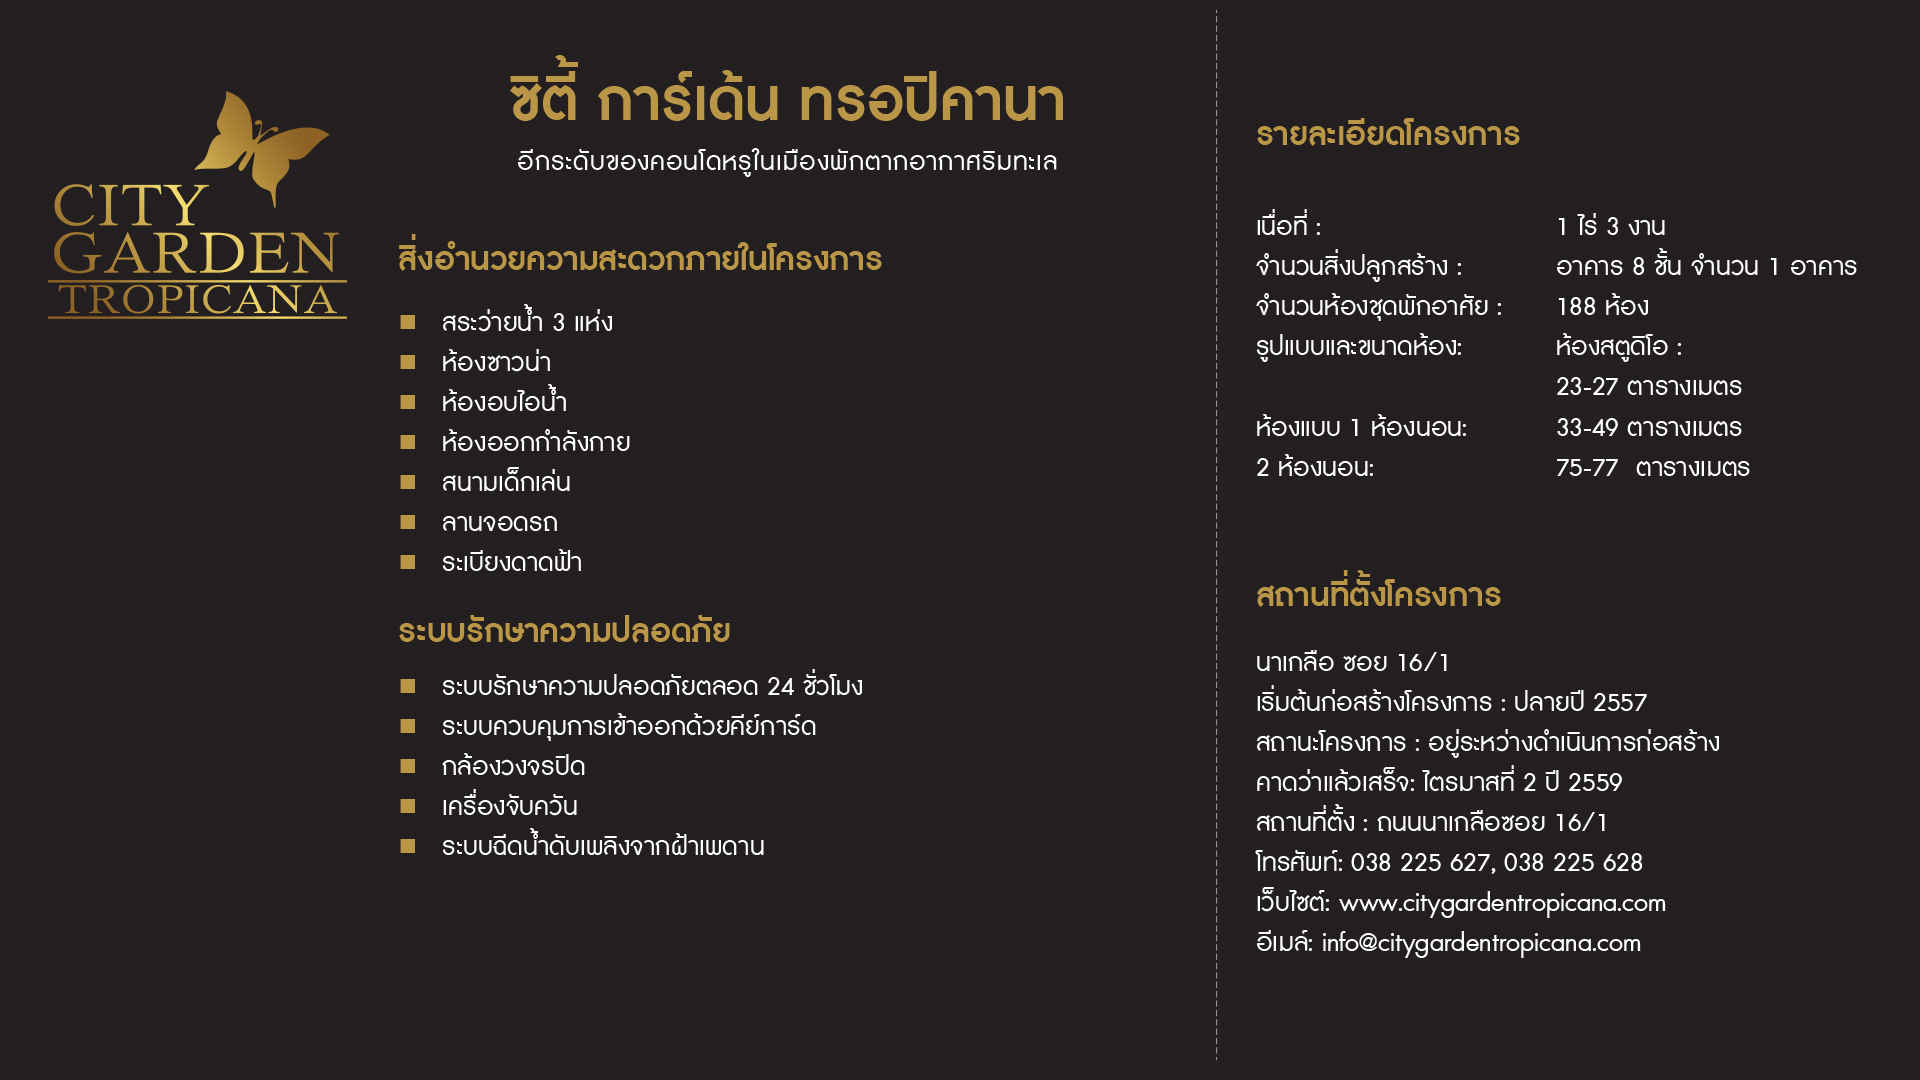 CITY
GARDEN
TROPICANA
ซิตี้ การ์เด้น ทรอปิคานา
อีกระดับของคอนโดหรูในเมืองพักตากอากาศริมทะเล
สิ่งอำนวยความสะดวกภายในโครงการ
สระว่ายน้ำ 3 แห่ง
ห้องซาวน่า
ห้องอบไอน้ำ
ห้องออกกำลังกาย
สนามเด็กเล่น
ลานจอดรถ
ระเบียงดาดฟ้า
ระบบรักษาความปลอดภัย
ระบบรักษาความปลอดภัยตลอด 24 ชั่วโมง
ระบบควบคุมการเข้าออกด้วยคีย์การ์ด
กล้องวงจรปิด
เครื่องจับควัน
ระบบฉีดน้ำดับเพลิงจากฝ้าเพดาน
รายละเอียดโครงการ
เนื่อที่ : 1 ไร่ 3 งาน
จำนวนสิ่งปลูกสร้าง : อาคาร 8 ชั้น จำนวน 1 อาคาร
จำนวนห้องชุดพักอาศัย : 188 ห้อง
รูปแบบและขนาดห้อง: ห้องสตูดิโอ :
23-27 ตารางเมตร
ห้องแบบ 1 ห้องนอน: 33-49 ตารางเมตร
2 ห้องนอน: 75-77 ตารางเมตร
สถานที่ตั้งโครงการ
นาเกลือ ซอย 16/1
เริ่มต้นก่อสร้างโครงการ : ปลายปี 2557
สถานะโครงการ : อยู่ระหว่างดำเนินการก่อสร้าง
คาดว่าแล้วเสร็จ: ไตรมาสที่ 2 ปี 2559
สถานที่ตั้ง : ถนนนาเกลือซอย 16/1
โทรศัพท์: 038 225 627, 038 225 628
เว็บไซต์: www.citygardentropicana.com
อีเมล์: info@citygardentropicana.com